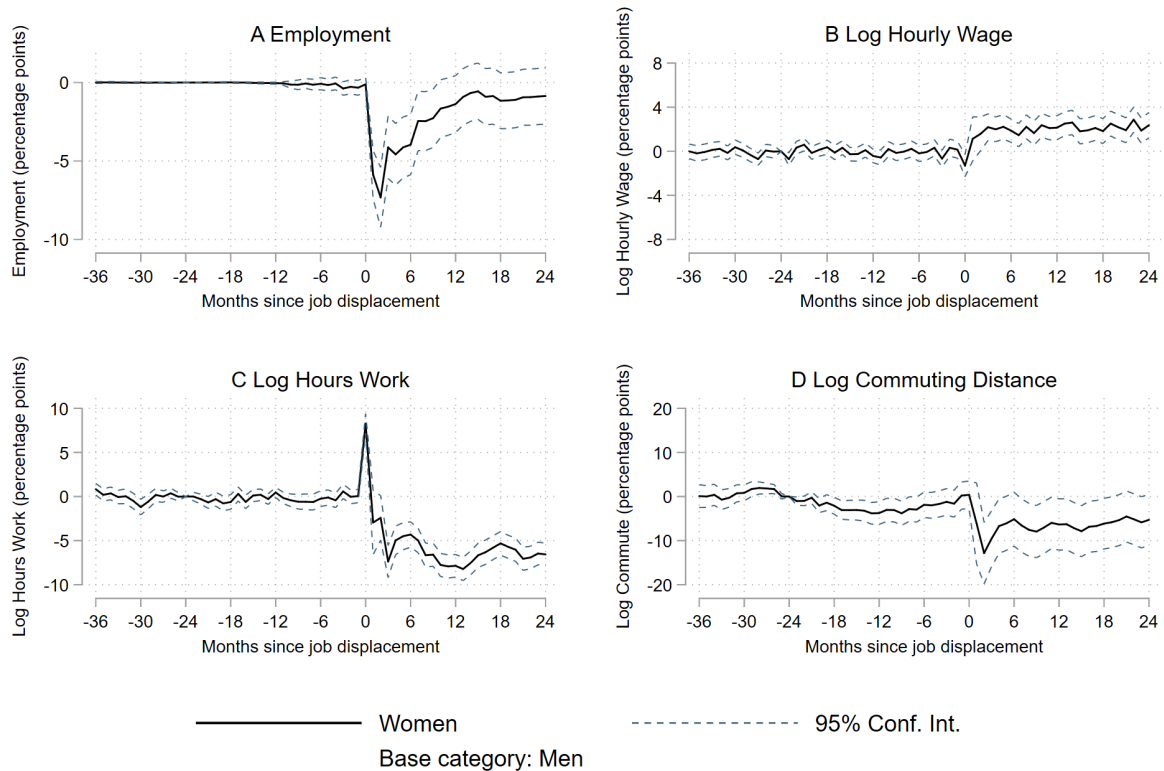 A Employment
Employment (percentage points)
0
-5
-10
-36 -30 -24 -18 -12 -6 0 6 12 18 24
Months since job displacement
B Log Hourly Wage
Log Hourly Wage (percentage points)
8
4
0
-4
-8
-36 -30 -24 -18 -12 -6 0 6 12 18 24
Months since job displacement
C Log Hours Work
Log Hours Work (percentage points)
10
5
0
-5
-10
-36 -30 -24 -18 -12 -6 0 6 12 18 24
Months since job displacement
D Log Commuting Distance
Log Commute (percentage points)
20
10
0
-10
-20
-36 -30 -24 -18 -12 -6 0 6 12 18 24
Months since job displacement
Women
95% Conf. Int.
Base category: Men